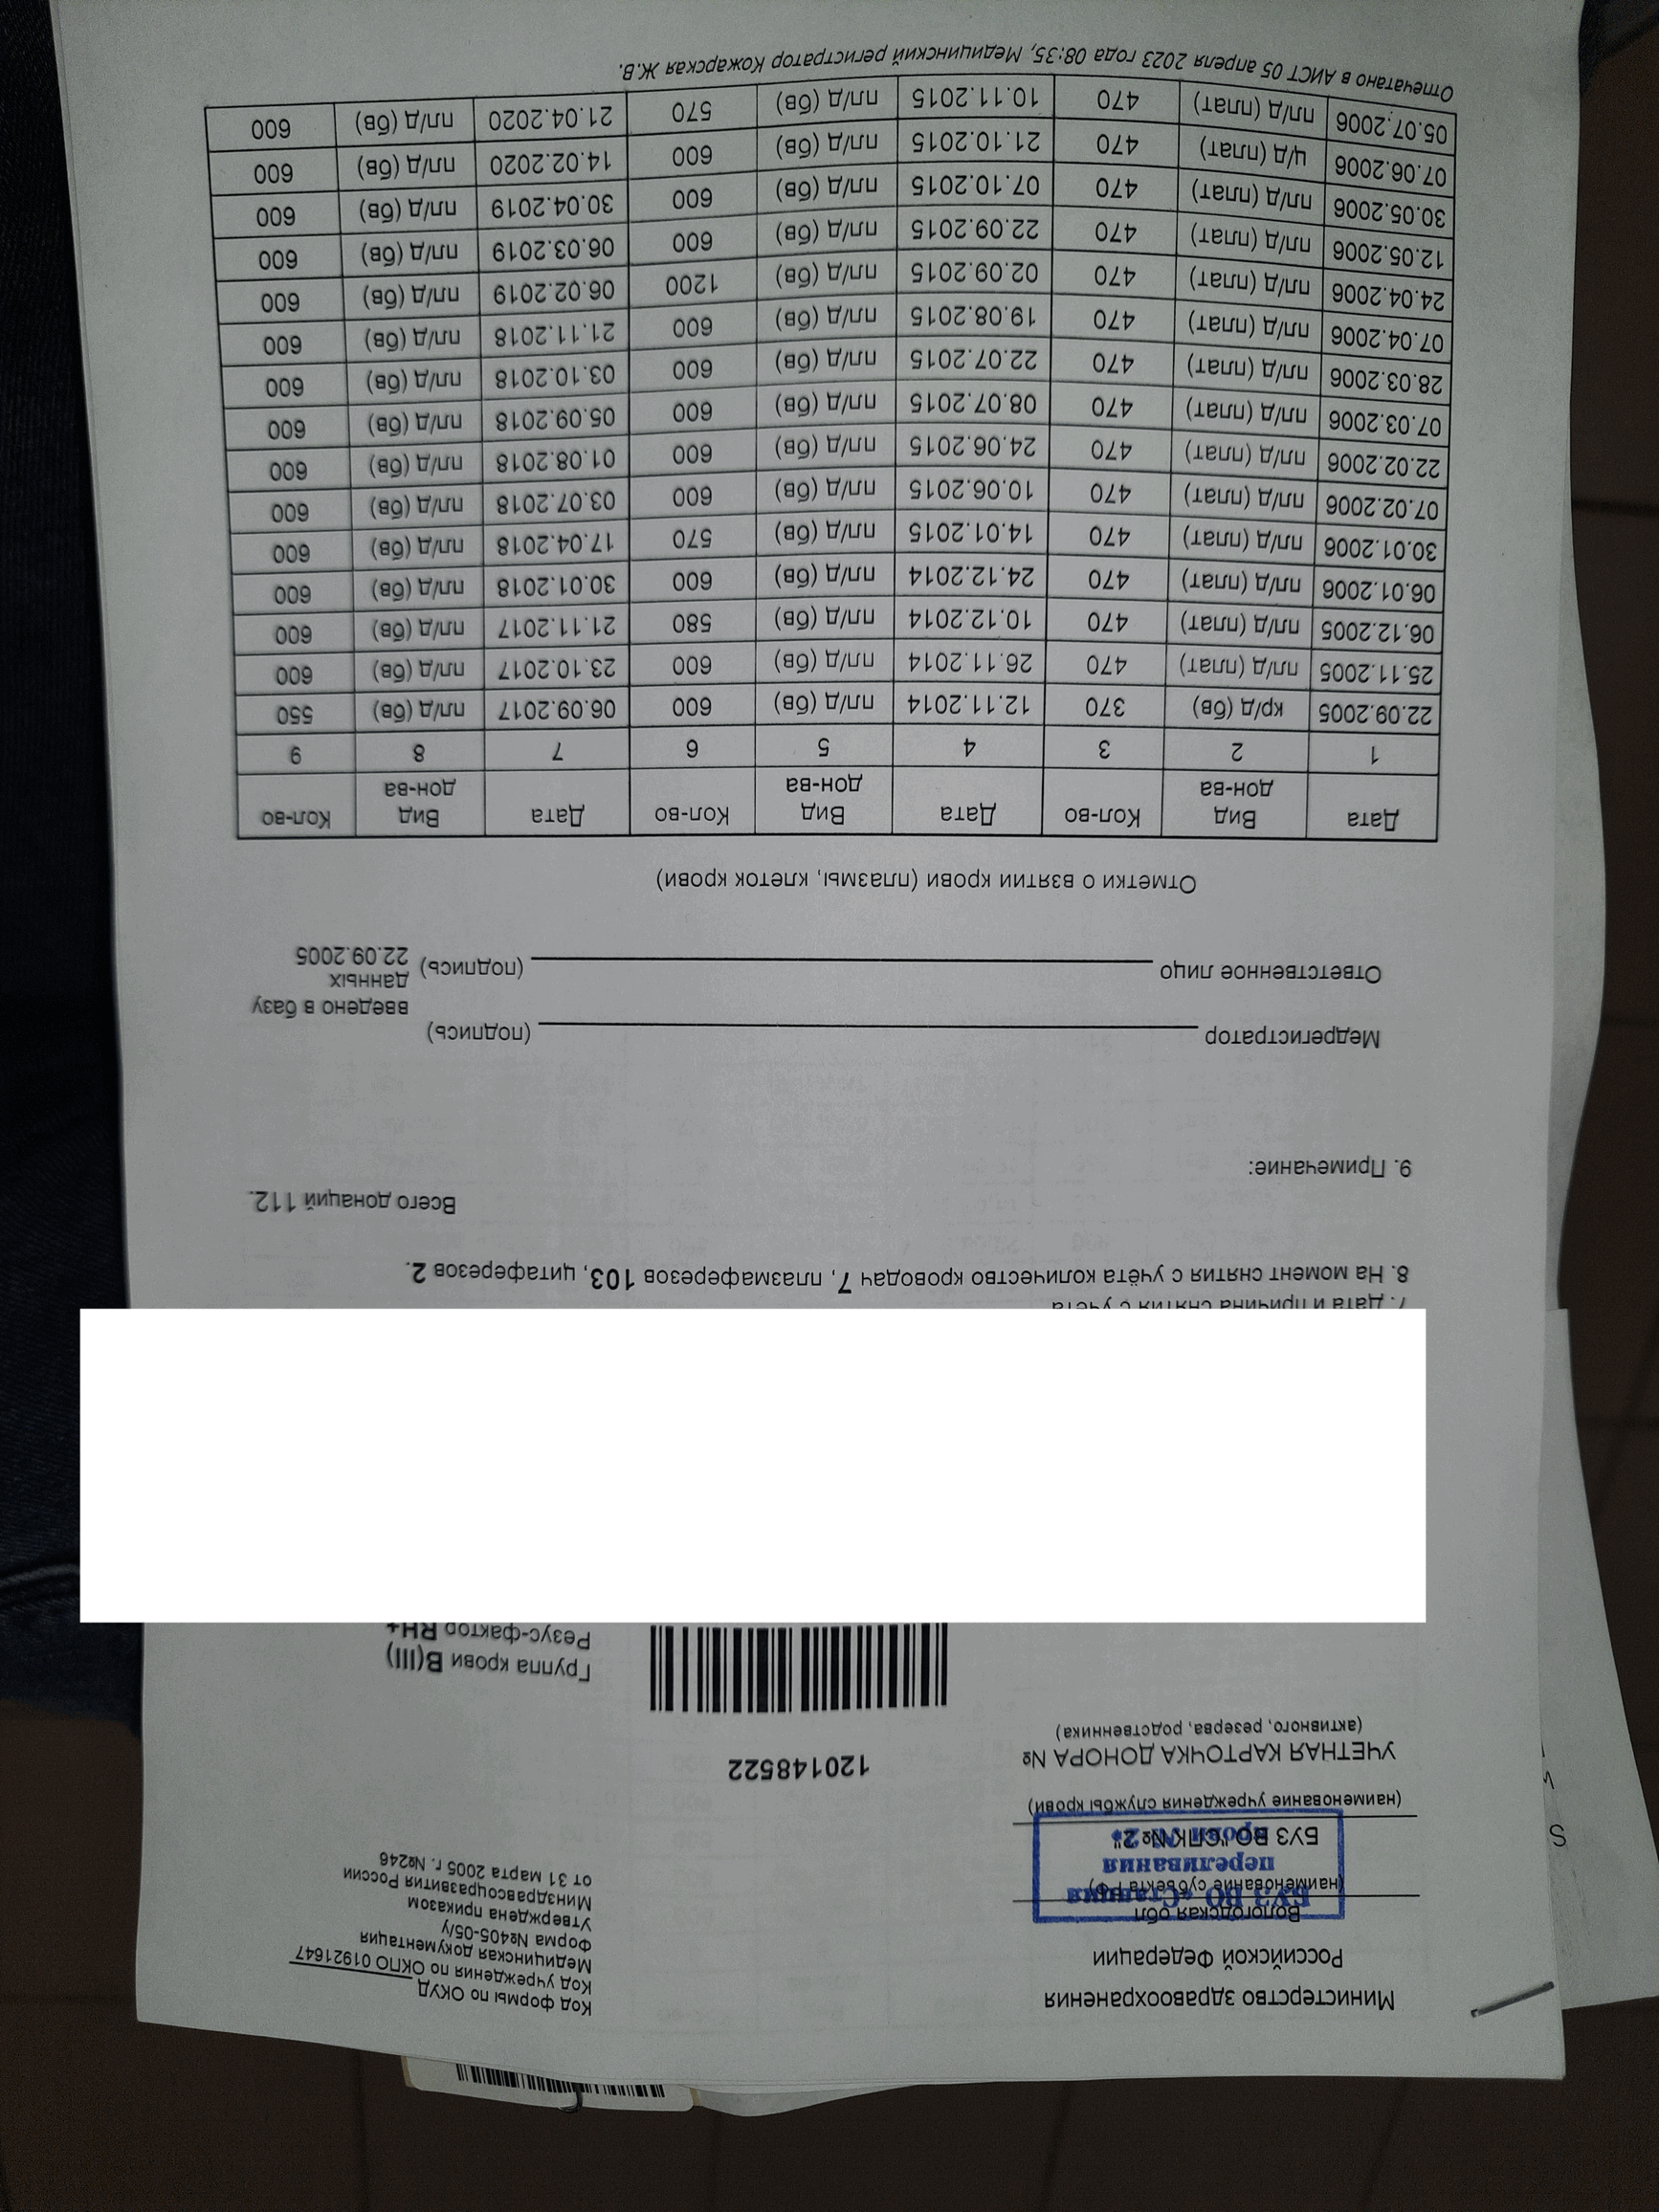 Министерство здравоохранения
Российской Федерации
Вологодская обл
(наименование субъекта РФ)
БУЗ ВО "СПК № 2"
(наименование учреждения службы крови)
БУЗ ВО «Станция
переливания
крови № 2»
Код формы по ОКУД
Код учреждения по ОКПО 01921647
Медицинская документация
Форма №405-05/у
Утверждена приказом
Минздравсоцразвития России
от 31 марта 2005 г. №246
УЧЕТНАЯ КАРТОЧКА ДОНОРА №
(активного, резерва, родственника)
120148522
Группа крови B(III)
Резус-фактор RH+
7. Дата и причина снятия с учёта
8. На момент снятия с учёта количество кроводач 7, плазмаферезов 103, цитаферезов 2.
Всего донаций 112.
9. Примечание:
Медрегистратор (подпись)
Ответственное лицо (подпись)
введено в базу
данных
22.09.2005
Отметки о взятии крови (плазмы, клеток крови)
Дата Вид дон-ва Кол-во Дата Вид дон-ва Кол-во Дата Вид дон-ва Кол-во
1 2 3 4 5 6 7 8 9
22.09.2005 кр/д (бв) 370 12.11.2014 пл/д (бв) 600 06.09.2017 пл/д (бв) 550
25.11.2005 пл/д (плат) 470 26.11.2014 пл/д (бв) 600 23.10.2017 пл/д (бв) 600
06.12.2005 пл/д (плат) 470 10.12.2014 пл/д (бв) 580 21.11.2017 пл/д (бв) 600
06.01.2006 пл/д (плат) 470 24.12.2014 пл/д (бв) 600 30.01.2018 пл/д (бв) 600
30.01.2006 пл/д (плат) 470 14.01.2015 пл/д (бв) 570 17.04.2018 пл/д (бв) 600
07.02.2006 пл/д (плат) 470 10.06.2015 пл/д (бв) 600 03.07.2018 пл/д (бв) 600
22.02.2006 пл/д (плат) 470 24.06.2015 пл/д (бв) 600 01.08.2018 пл/д (бв) 600
07.03.2006 пл/д (плат) 470 08.07.2015 пл/д (бв) 600 05.09.2018 пл/д (бв) 600
28.03.2006 пл/д (плат) 470 22.07.2015 пл/д (бв) 600 03.10.2018 пл/д (бв) 600
07.04.2006 пл/д (плат) 470 19.08.2015 пл/д (бв) 600 21.11.2018 пл/д (бв) 600
24.04.2006 пл/д (плат) 470 02.09.2015 пл/д (бв) 1200 06.02.2019 пл/д (бв) 600
12.05.2006 пл/д (плат) 470 22.09.2015 пл/д (бв) 600 06.03.2019 пл/д (бв) 600
30.05.2006 пл/д (плат) 470 07.10.2015 пл/д (бв) 600 30.04.2019 пл/д (бв) 600
07.06.2006 ц/д (плат) 470 21.10.2015 пл/д (бв) 600 14.02.2020 пл/д (бв) 600
05.07.2006 пл/д (плат) 470 10.11.2015 пл/д (бв) 570 21.04.2020 пл/д (бв) 600
Отпечатано в АИСТ 05 апреля 2023 года 08:35, Медицинский регистратор Кожарская Ж.В.